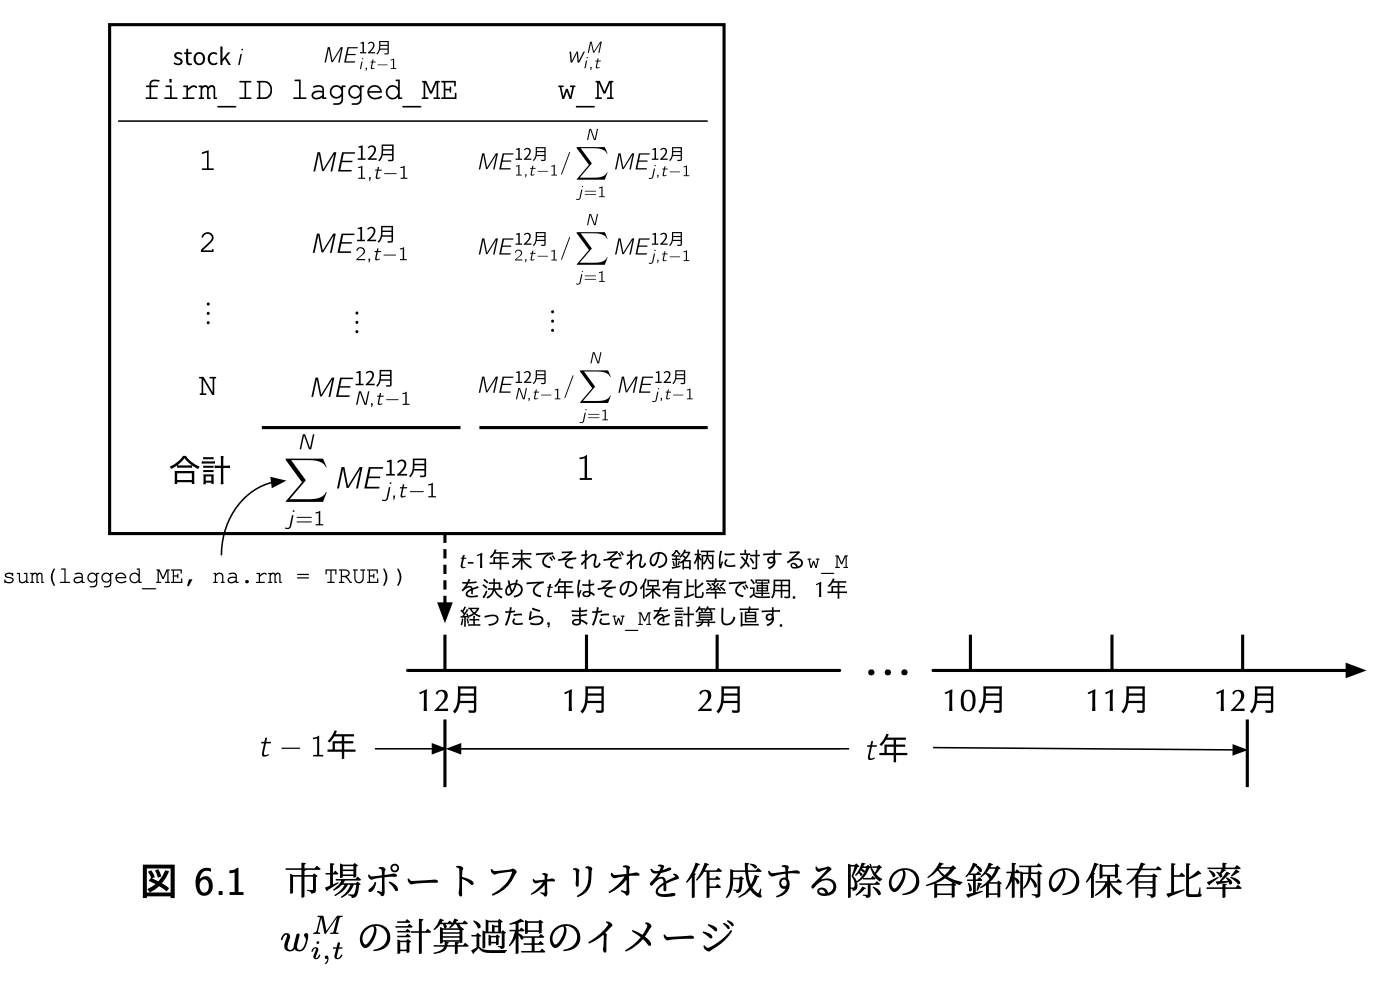 stock i ME_{i,t−1}^{12月} w_{i,t}^{M}
firm_ID lagged_ME w_M
1 ME_{1,t−1}^{12月} ME_{1,t−1}^{12月}/∑_{j=1}^{N} ME_{j,t−1}^{12月}
2 ME_{2,t−1}^{12月} ME_{2,t−1}^{12月}/∑_{j=1}^{N} ME_{j,t−1}^{12月}
⋮ ⋮ ⋮
N ME_{N,t−1}^{12月} ME_{N,t−1}^{12月}/∑_{j=1}^{N} ME_{j,t−1}^{12月}
合計 ∑_{j=1}^{N} ME_{j,t−1}^{12月} 1
sum(lagged_ME, na.rm = TRUE))
t-1年末でそれぞれの銘柄に対するw_M
を決めてt年はその保有比率で運用．1年
経ったら，またw_Mを計算し直す．
12月 1月 2月 … 10月 11月 12月
t − 1年 t年
図 6.1 市場ポートフォリオを作成する際の各銘柄の保有比率
w_{i,t}^{M} の計算過程のイメージ